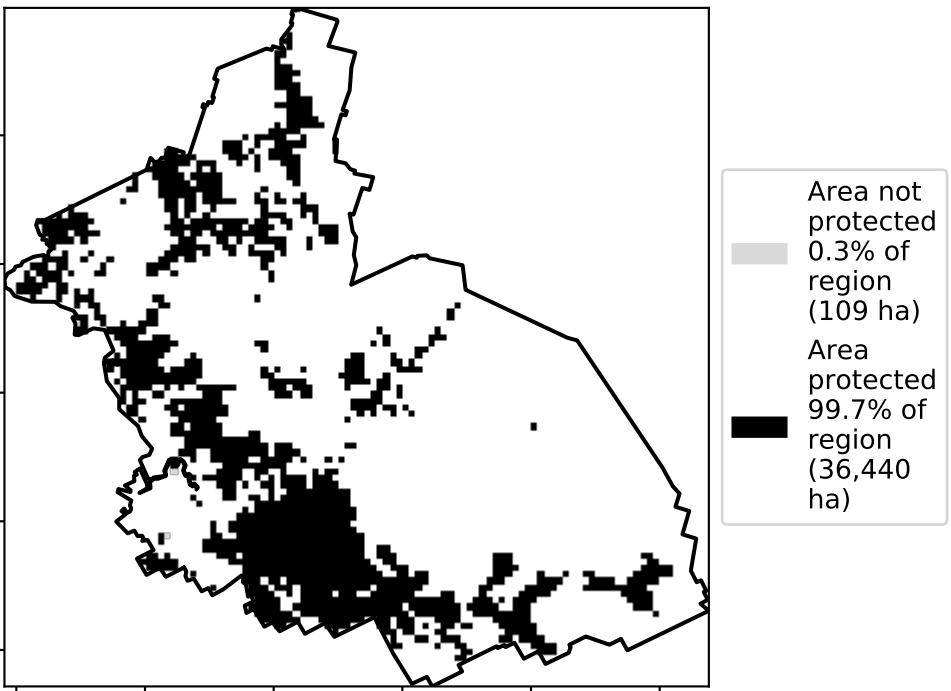 Area not
protected
0.3% of
region
(109 ha)
Area
protected
99.7% of
region
(36,440
ha)